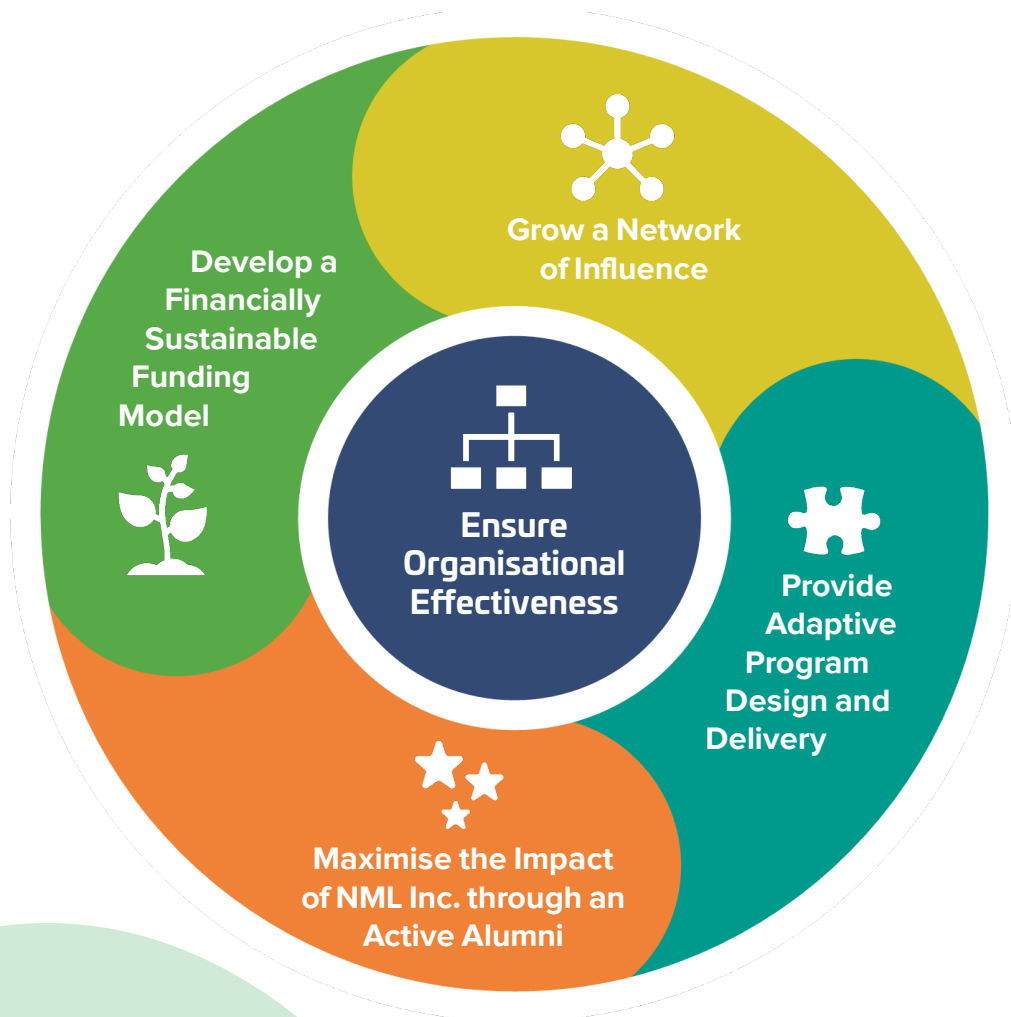 Grow a Network
of Influence
Develop a
Financially
Sustainable
Funding
Model
Ensure
Organisational
Effectiveness
Provide
Adaptive
Program
Design and
Delivery
Maximise the Impact
of NML Inc. through an
Active Alumni